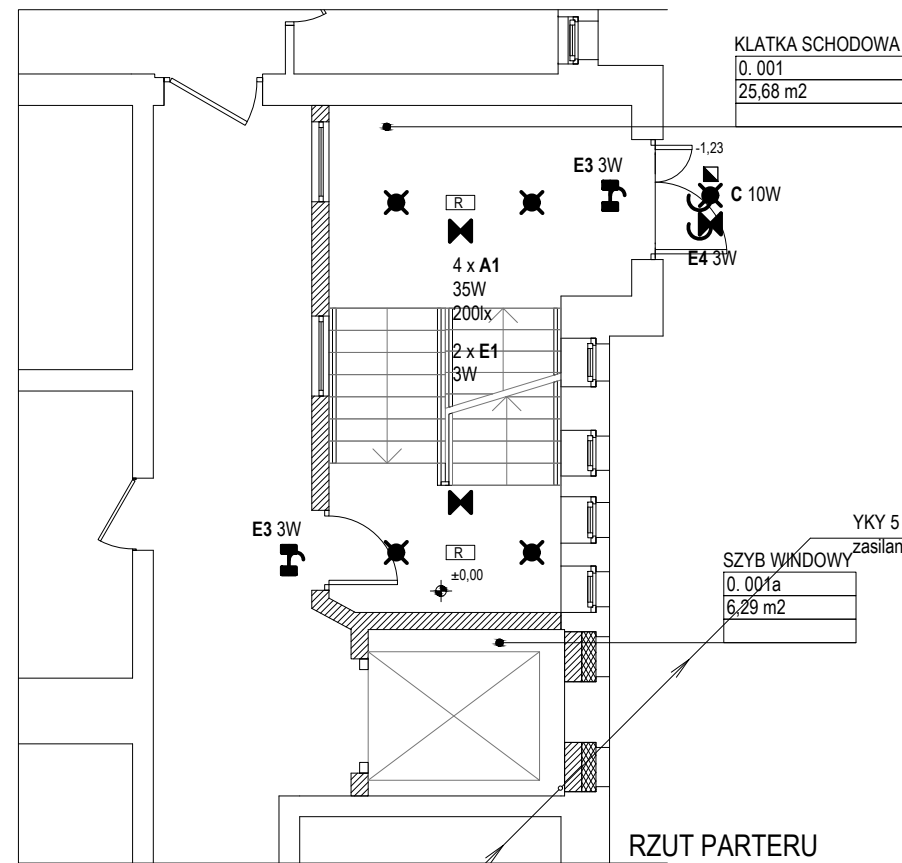 KLATKA SCHODOWA
0. 001
25,68 m2
-1,23
E3 3W
R
C 10W
E4 3W
4 x A1
35W
200lx
2 x E1
3W
E3 3W
R
±0,00
YKY 5
zasilan
SZYB WINDOWY
0. 001a
6,29 m2
RZUT PARTERU